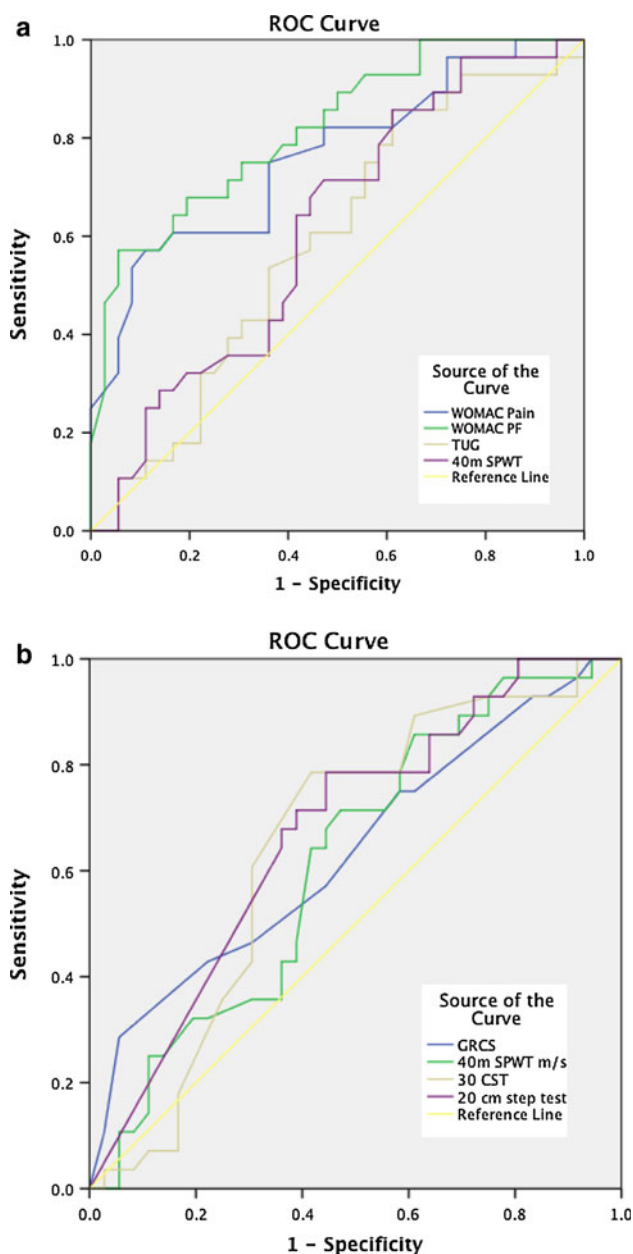 a
ROC Curve
1.0
0.8
0.6
0.4
0.2
0.0
Sensitivity
Source of the
Curve
WOMAC Pain
WOMAC PF
TUG
40m SPWT
Reference Line
0.0 0.2 0.4 0.6 0.8 1.0
1 - Specificity
b
ROC Curve
1.0
0.8
0.6
0.4
0.2
0.0
Sensitivity
Source of the
Curve
GRCS
40m SPWT m/s
30 CST
20 cm step test
Reference Line
0.0 0.2 0.4 0.6 0.8 1.0
1 - Specificity